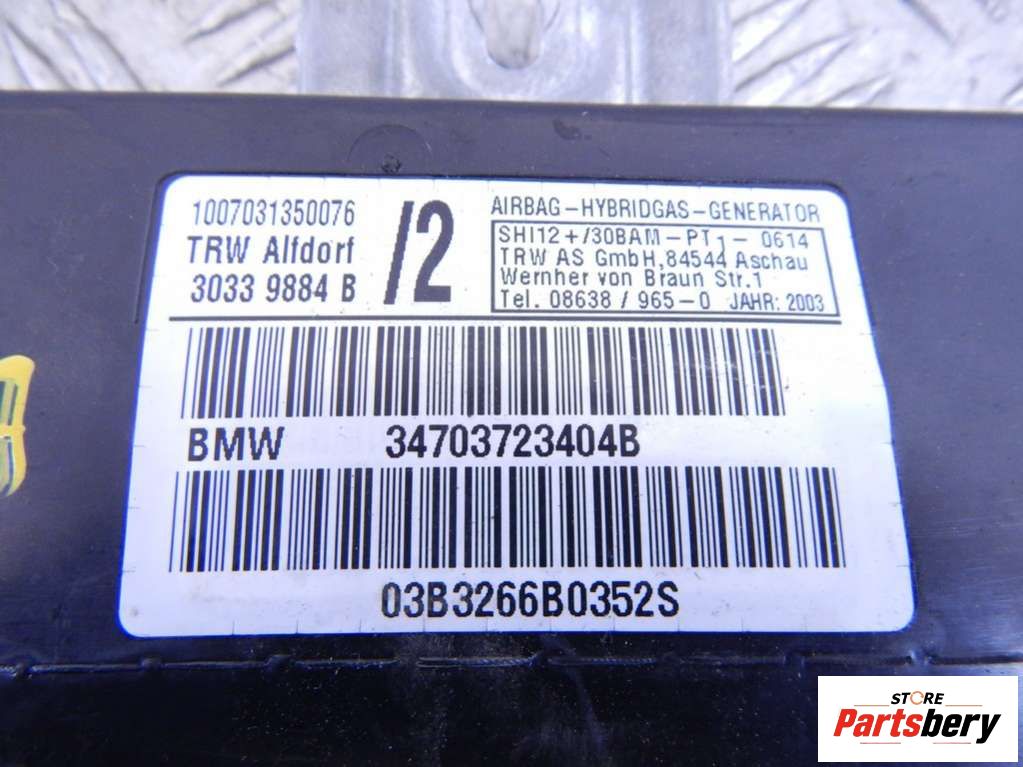 1007031350076
TRW Alfdorf
3033 9884 B
/2
AIRBAG-HYBRIDGAS-GENERATOR
SHI12+/30BAM-PT1-0614
TRW AS GmbH,84544 Aschau
Wernher von Braun Str.1
Tel. 08638/965-0 JAHR: 2003
BMW 34703723404B
03B3266B0352S
STORE
Partsbery